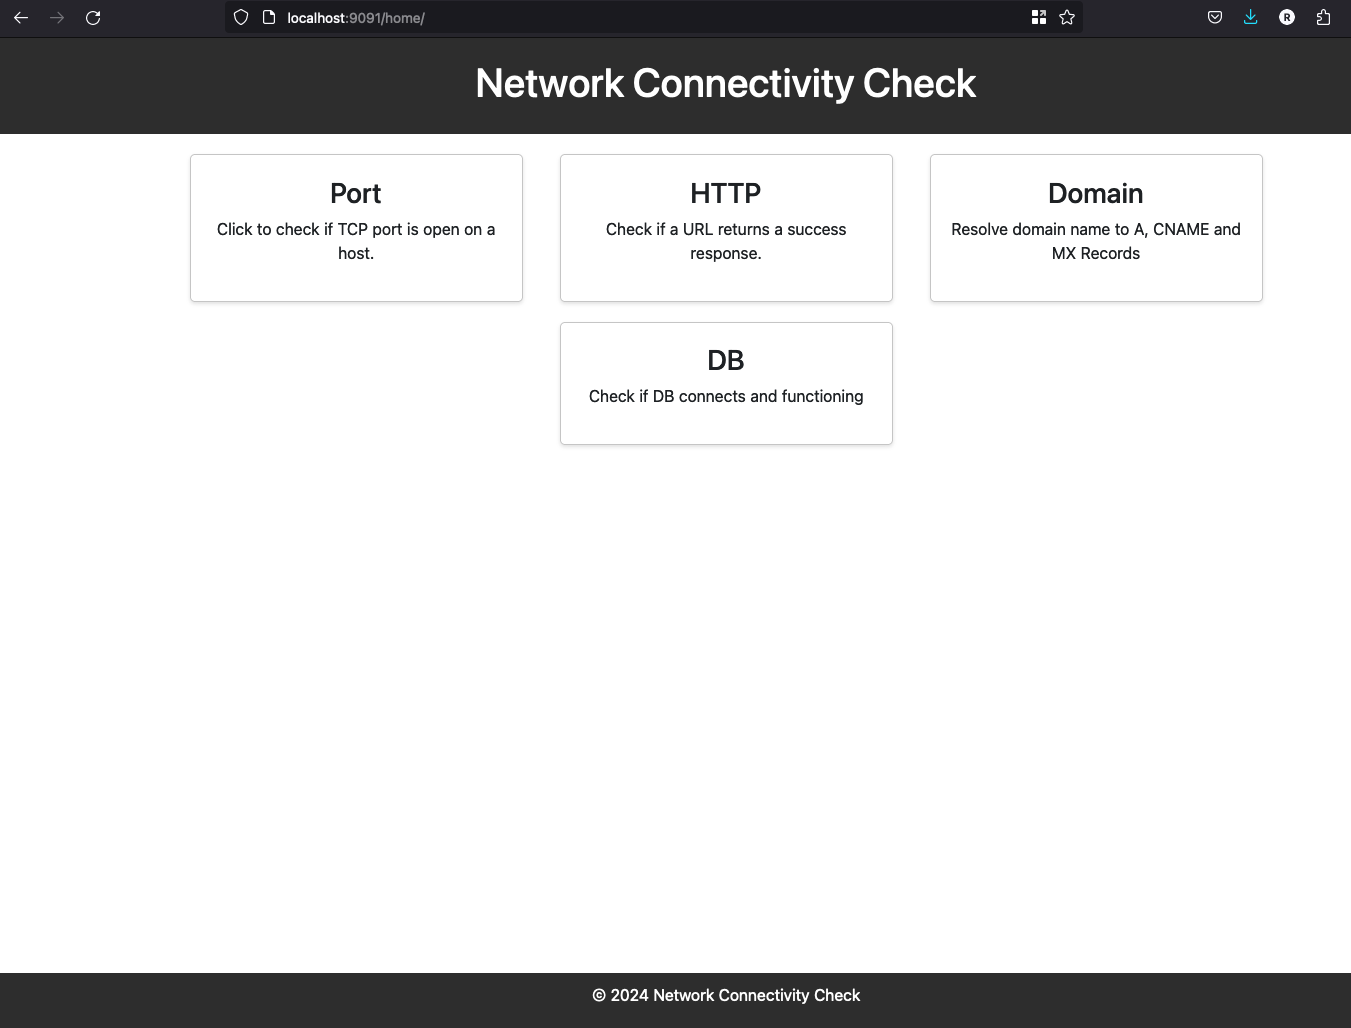 localhost:9091/home/
R
Network Connectivity Check
Port
Click to check if TCP port is open on a
host.
HTTP
Check if a URL returns a success
response.
Domain
Resolve domain name to A, CNAME and
MX Records
DB
Check if DB connects and functioning
© 2024 Network Connectivity Check